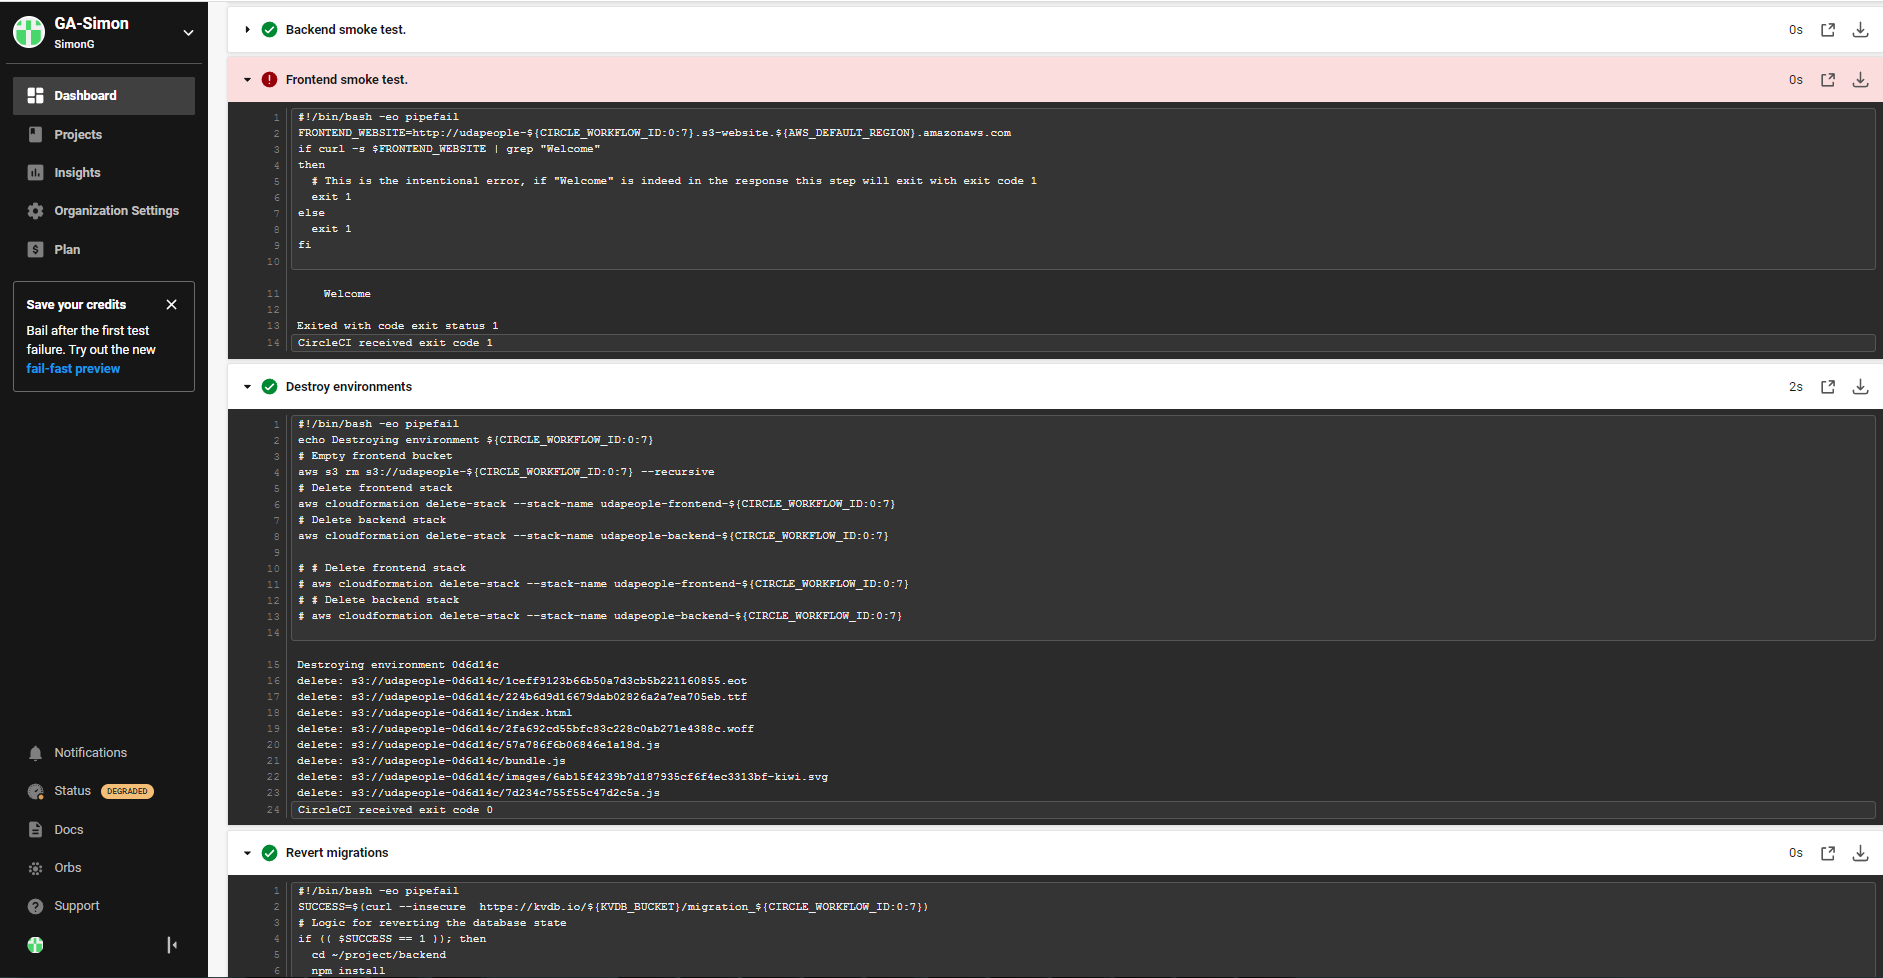 GA-Simon
SimonG
Dashboard
Projects
Insights
Organization Settings
Plan
Save your credits
Bail after the first test
failure. Try out the new
fail-fast preview
Notifications
Status DEGRADED
Docs
Orbs
Support
Backend smoke test. 0s
Frontend smoke test. 0s
1 #!/bin/bash -eo pipefail
2 FRONTEND_WEBSITE=http://udapeople-${CIRCLE_WORKFLOW_ID:0:7}.s3-website.${AWS_DEFAULT_REGION}.amazonaws.com
3 if curl -s $FRONTEND_WEBSITE | grep "Welcome"
4 then
5 # This is the intentional error, if "Welcome" is indeed in the response this step will exit with exit code 1
6 exit 1
7 else
8 exit 1
9 fi
10
11 Welcome
12
13 Exited with code exit status 1
14 CircleCI received exit code 1
Destroy environments 2s
1 #!/bin/bash -eo pipefail
2 echo Destroying environment ${CIRCLE_WORKFLOW_ID:0:7}
3 # Empty frontend bucket
4 aws s3 rm s3://udapeople-${CIRCLE_WORKFLOW_ID:0:7} --recursive
5 # Delete frontend stack
6 aws cloudformation delete-stack --stack-name udapeople-frontend-${CIRCLE_WORKFLOW_ID:0:7}
7 # Delete backend stack
8 aws cloudformation delete-stack --stack-name udapeople-backend-${CIRCLE_WORKFLOW_ID:0:7}
9
10 # # Delete frontend stack
11 # aws cloudformation delete-stack --stack-name udapeople-frontend-${CIRCLE_WORKFLOW_ID:0:7}
12 # # Delete backend stack
13 # aws cloudformation delete-stack --stack-name udapeople-backend-${CIRCLE_WORKFLOW_ID:0:7}
14
15 Destroying environment 0d6d14c
16 delete: s3://udapeople-0d6d14c/1ceff9123b66b50a7d3cb5b221160855.eot
17 delete: s3://udapeople-0d6d14c/224b6d9d16679dab02826a2a7ea705eb.ttf
18 delete: s3://udapeople-0d6d14c/index.html
19 delete: s3://udapeople-0d6d14c/2fa692cd55bfc83c228c0ab271e4388c.woff
20 delete: s3://udapeople-0d6d14c/57a786f6b06846e1a18d.js
21 delete: s3://udapeople-0d6d14c/bundle.js
22 delete: s3://udapeople-0d6d14c/images/6ab15f4239b7d187935cf6f4ec3313bf-kiwi.svg
23 delete: s3://udapeople-0d6d14c/7d234c755f55c47d2c5a.js
24 CircleCI received exit code 0
Revert migrations 0s
1 #!/bin/bash -eo pipefail
2 SUCCESS=$(curl --insecure  https://kvdb.io/${KVDB_BUCKET}/migration_${CIRCLE_WORKFLOW_ID:0:7})
3 # Logic for reverting the database state
4 if (( $SUCCESS == 1 )); then
5 cd ~/project/backend
6 npm install